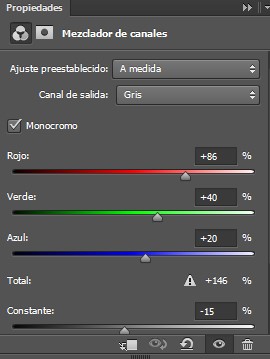 Propiedades
Mezclador de canales
Ajuste preestablecido: A medida
Canal de salida: Gris
Monocromo
Rojo: +86 %
Verde: +40 %
Azul: +20 %
Total: +146 %
Constante: -15 %